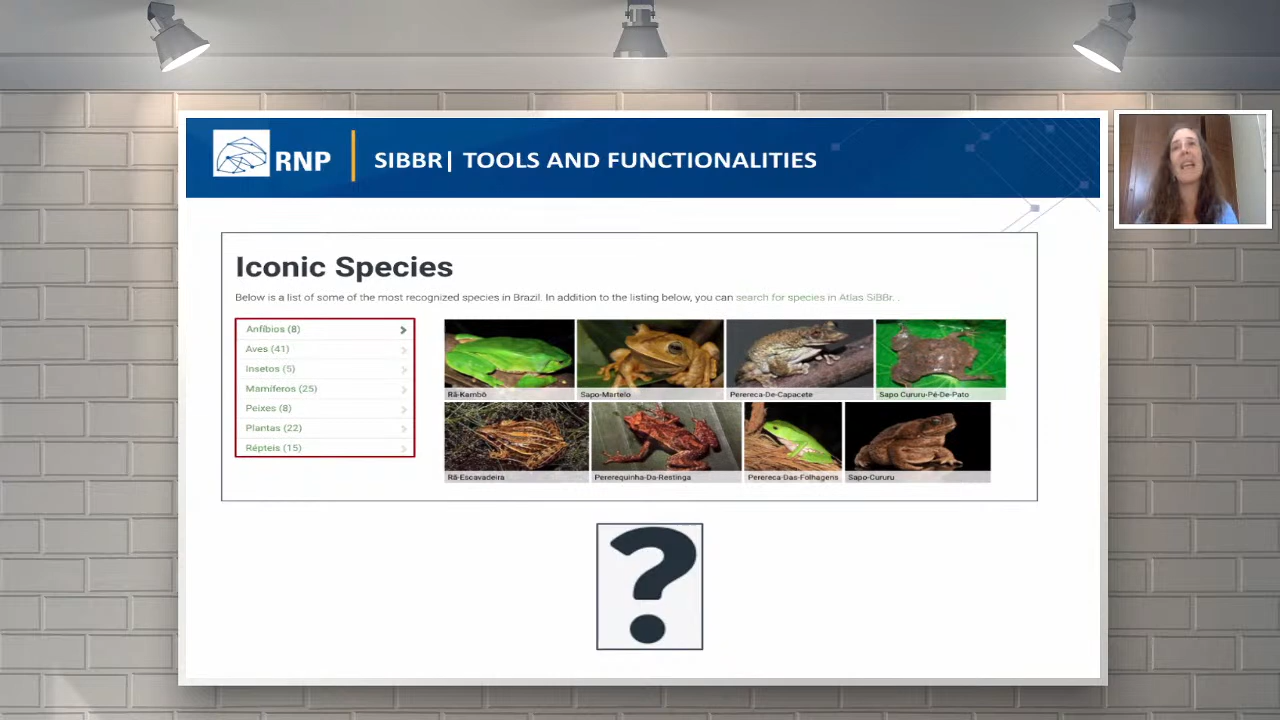 RNP
SIBBR| TOOLS AND FUNCTIONALITIES
Iconic Species
Below is a list of some of the most recognized species in Brazil. In addition to the listing below, you can search for species in Atlas SiBBr. .
Anfíbios (8)
Aves (41)
Insetos (5)
Mamíferos (25)
Peixes (8)
Plantas (22)
Répteis (15)
Rã-Kambô
Sapo-Martelo
Perereca-De-Capacete
Sapo Cururu-Pé-De-Pato
Rã-Escavadeira
Pererequinha-Da-Restinga
Perereca-Das-Folhagens
Sapo-Cururu
?